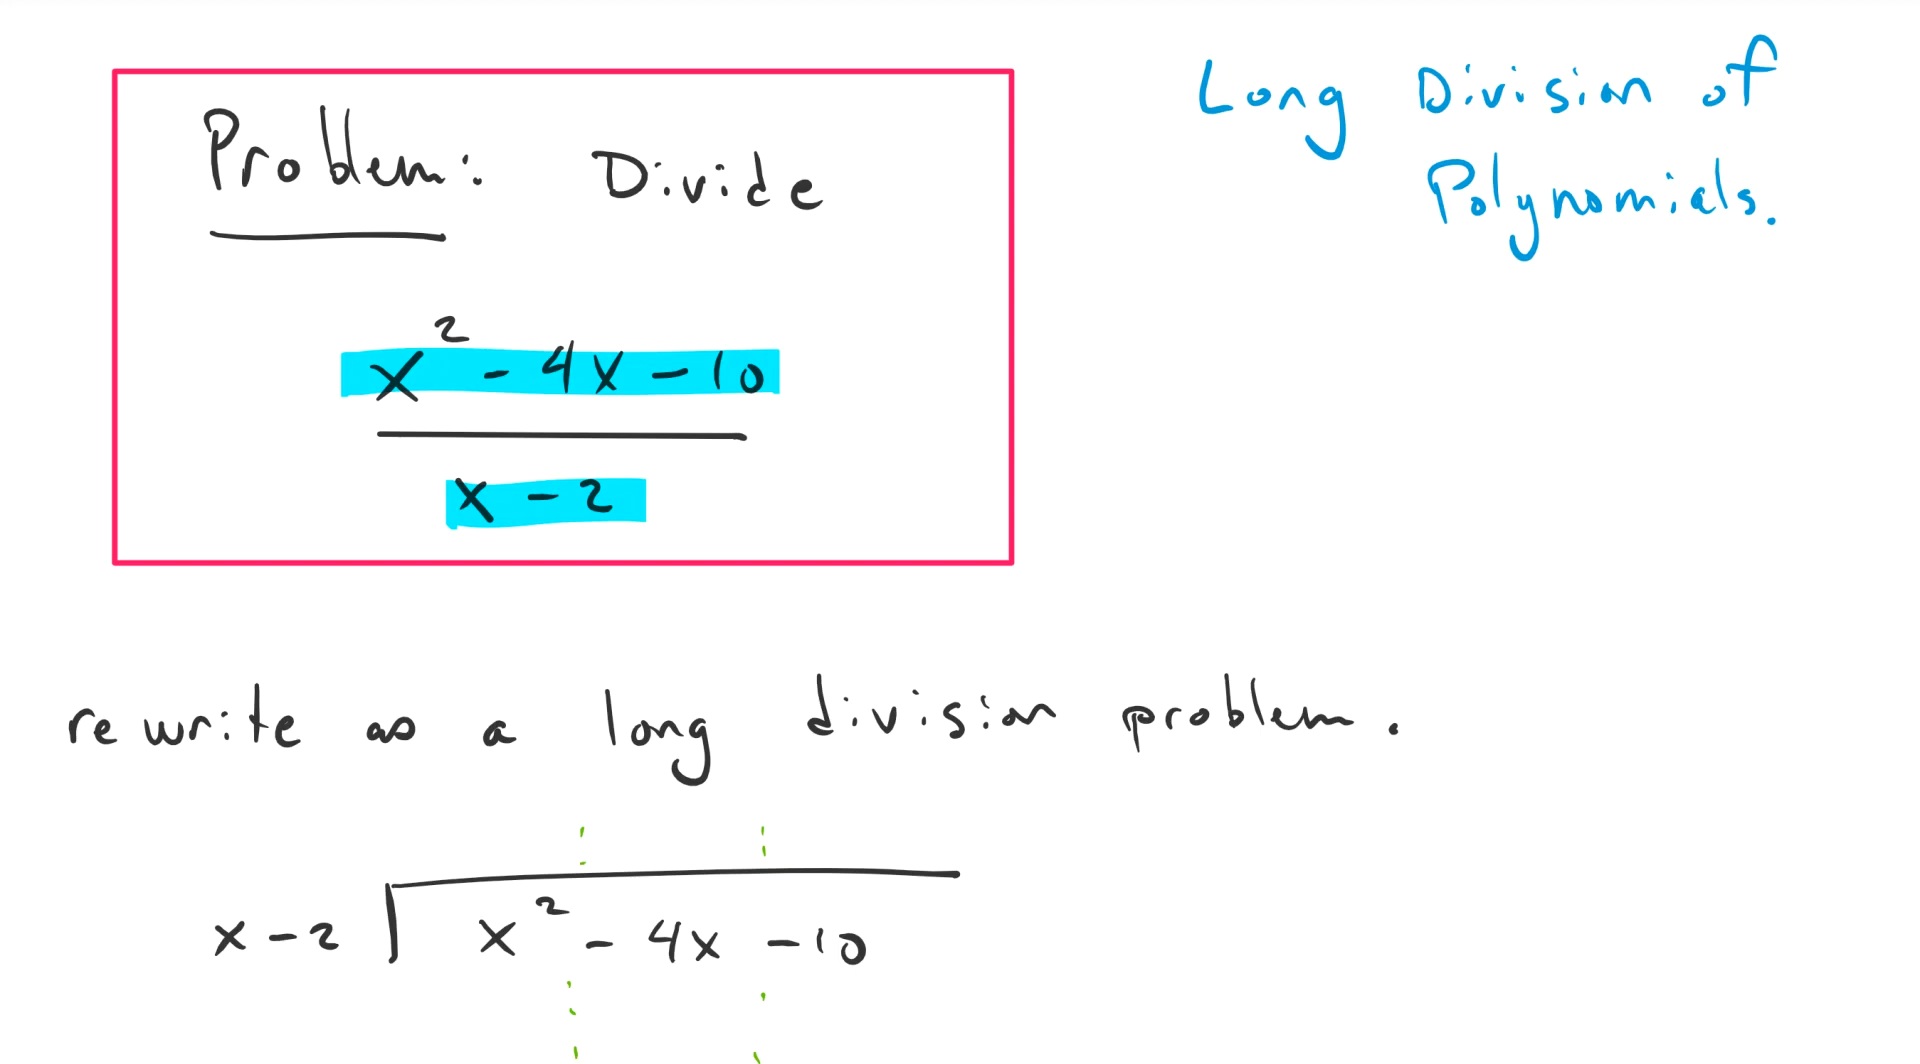 Long Division of
Polynomials.
Problem: Divide
x² - 4x - 10
x - 2
rewrite as a long division problem.
x - 2 x² - 4x - 10